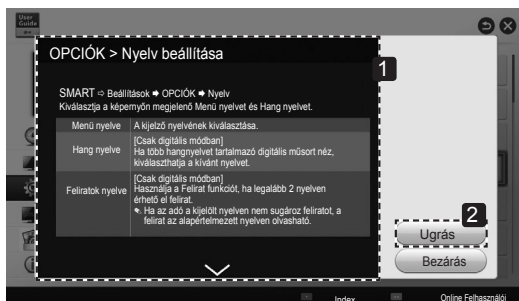 User
Guide
OPCIÓK > Nyelv beállítása
1
SMART ⇨ Beállítások ➡ OPCIÓK ➡ Nyelv
Kiválasztja a képernyőn megjelenő Menü nyelvet és Hang nyelvet.
Menü nyelve A kijelző nyelvének kiválasztása.
Hang nyelve [Csak digitális módban]
Ha több hangnyelvet tartalmazó digitális műsort néz,
kiválaszthatja a kívánt nyelvet.
Feliratok nyelve [Csak digitális módban]
Használja a Felirat funkciót, ha legalább 2 nyelven
érhető el felirat.
Ha az adó a kijelölt nyelven nem sugároz feliratot, a
felirat az alapértelmezett nyelven olvasható.
2
Ugrás
Bezárás
Index
Online Felhasználói